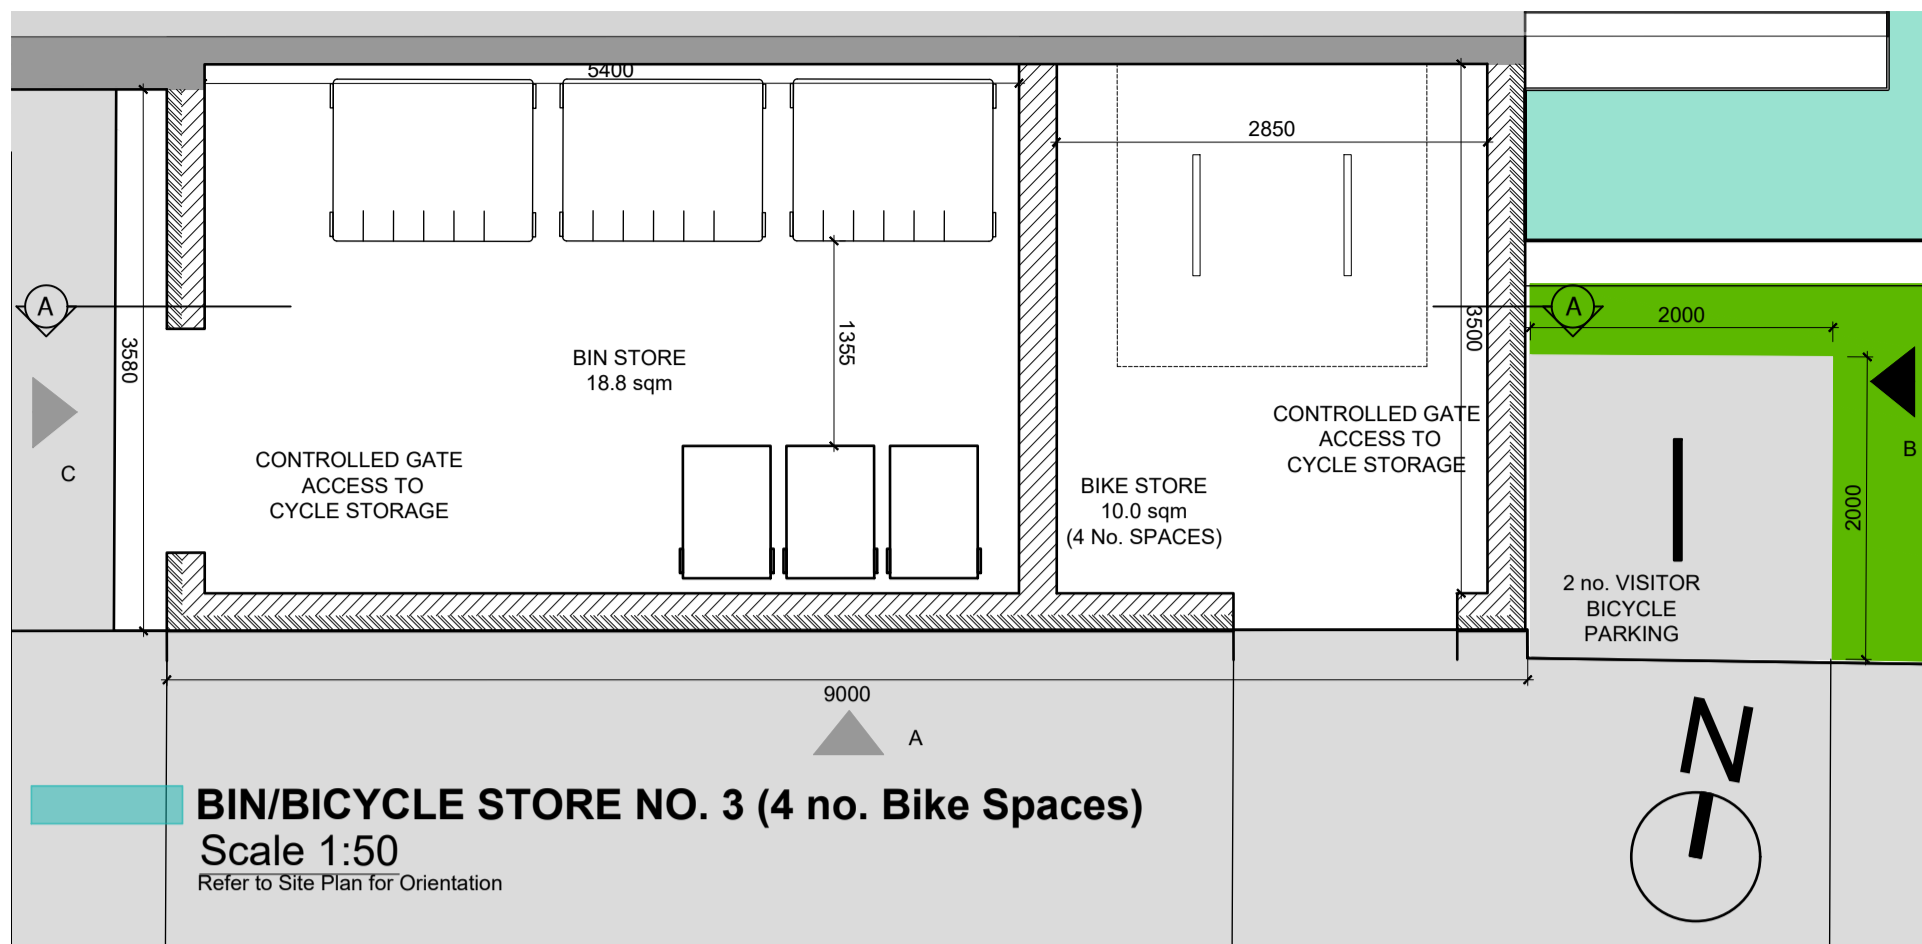 5400
2850
A
A
2000
3580
1355
3500
BIN STORE
18.8 sqm
CONTROLLED GATE
ACCESS TO
CYCLE STORAGE
CONTROLLED GATE
ACCESS TO
CYCLE STORAGE
C
B
BIKE STORE
10.0 sqm
(4 No. SPACES)
2000
2 no. VISITOR
BICYCLE
PARKING
9000
A
N
BIN/BICYCLE STORE NO. 3 (4 no. Bike Spaces)
Scale 1:50
Refer to Site Plan for Orientation